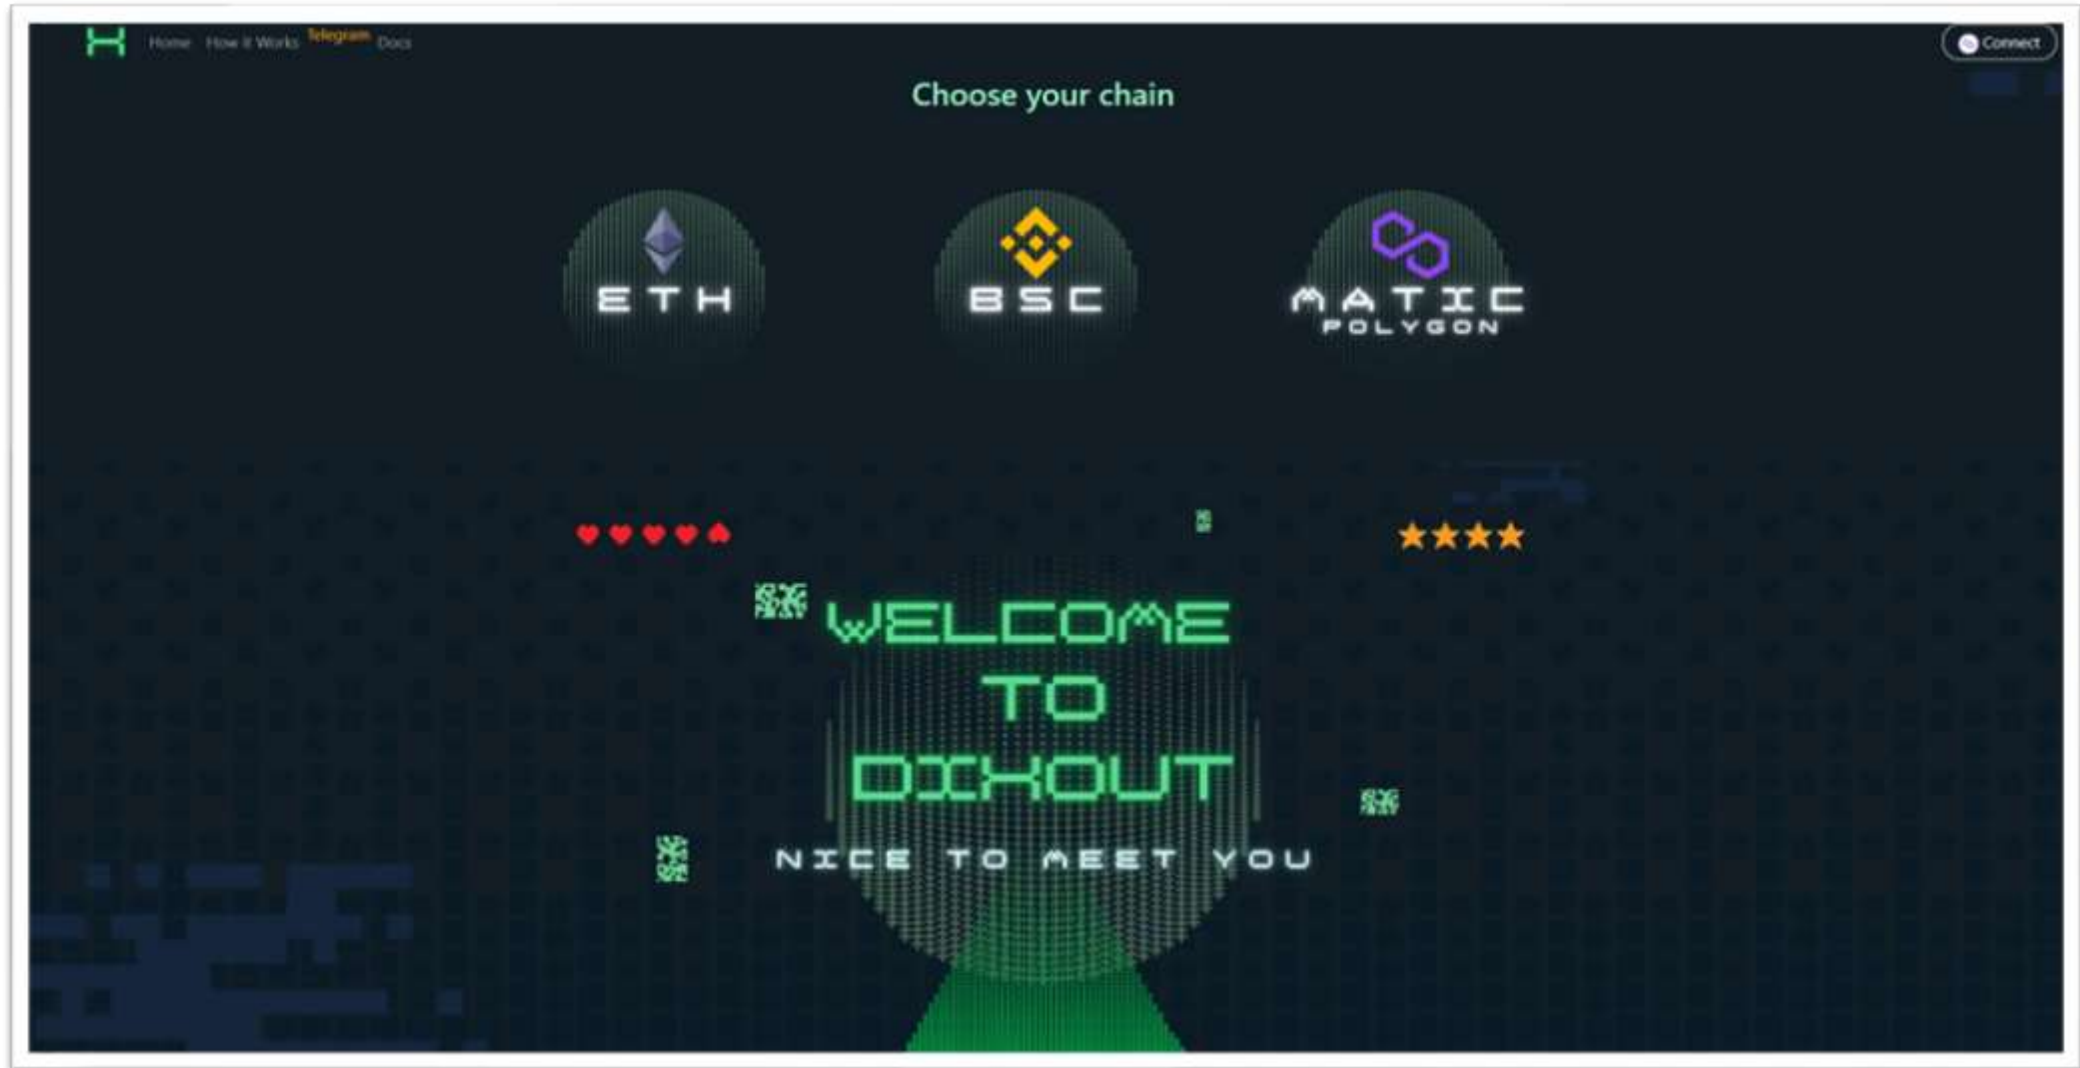 Home How it Works Telegram Docs Connect
Choose your chain
ETH BSC MATIC
POLYGON
WELCOME
TO
DIXOUT
NICE TO MEET YOU